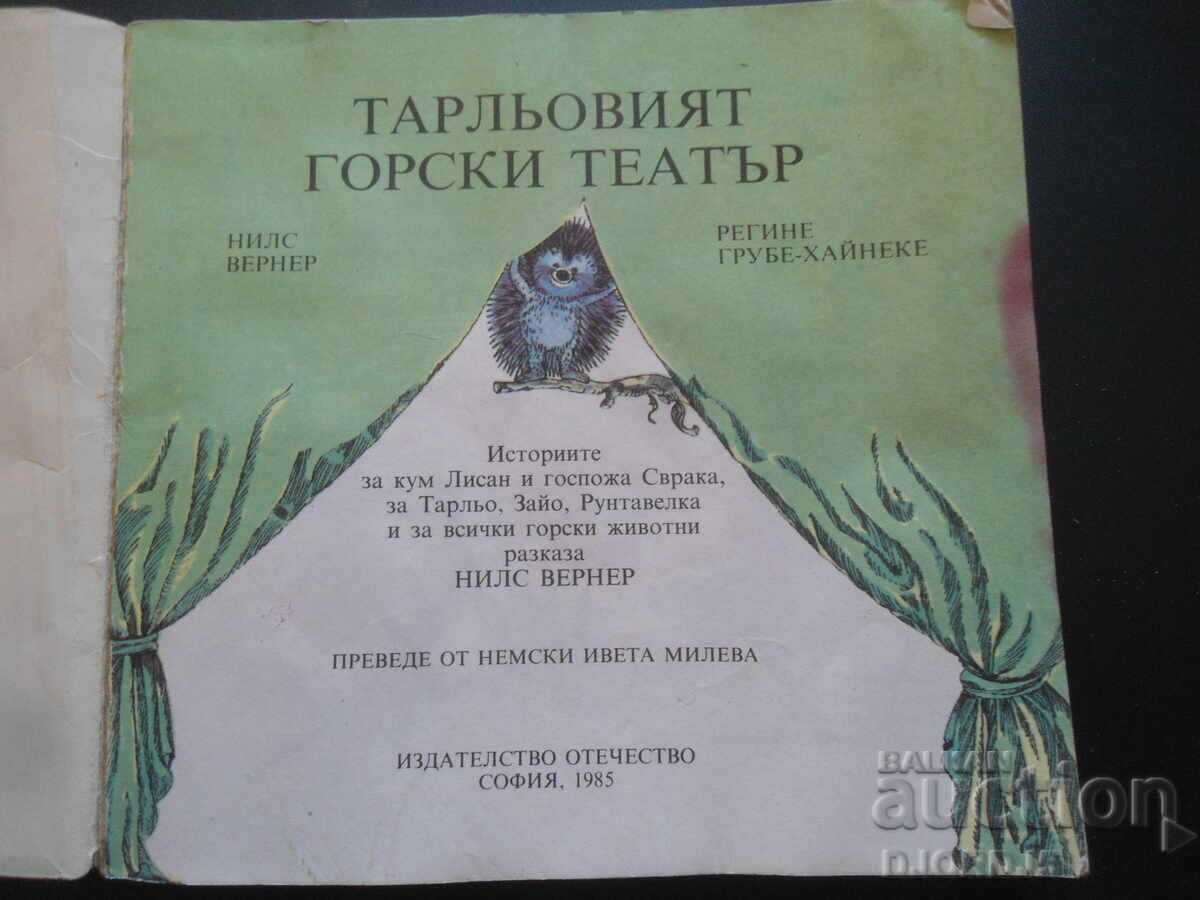 ТАРЛЬОВИЯТ
ГОРСКИ ТЕАТЪР
НИЛС
ВЕРНЕР
РЕГИНЕ
ГРУБЕ-ХАЙНЕКЕ
Историите
за кум Лисан и госпожа Сврака,
за Тарльо, Зайо, Рунтавелка
и за всички горски животни
разказа
НИЛС ВЕРНЕР
ПРЕВЕДЕ ОТ НЕМСКИ ИВЕТА МИЛЕВА
ИЗДАТЕЛСТВО ОТЕЧЕСТВО
СОФИЯ, 1985
BALKAN
auction